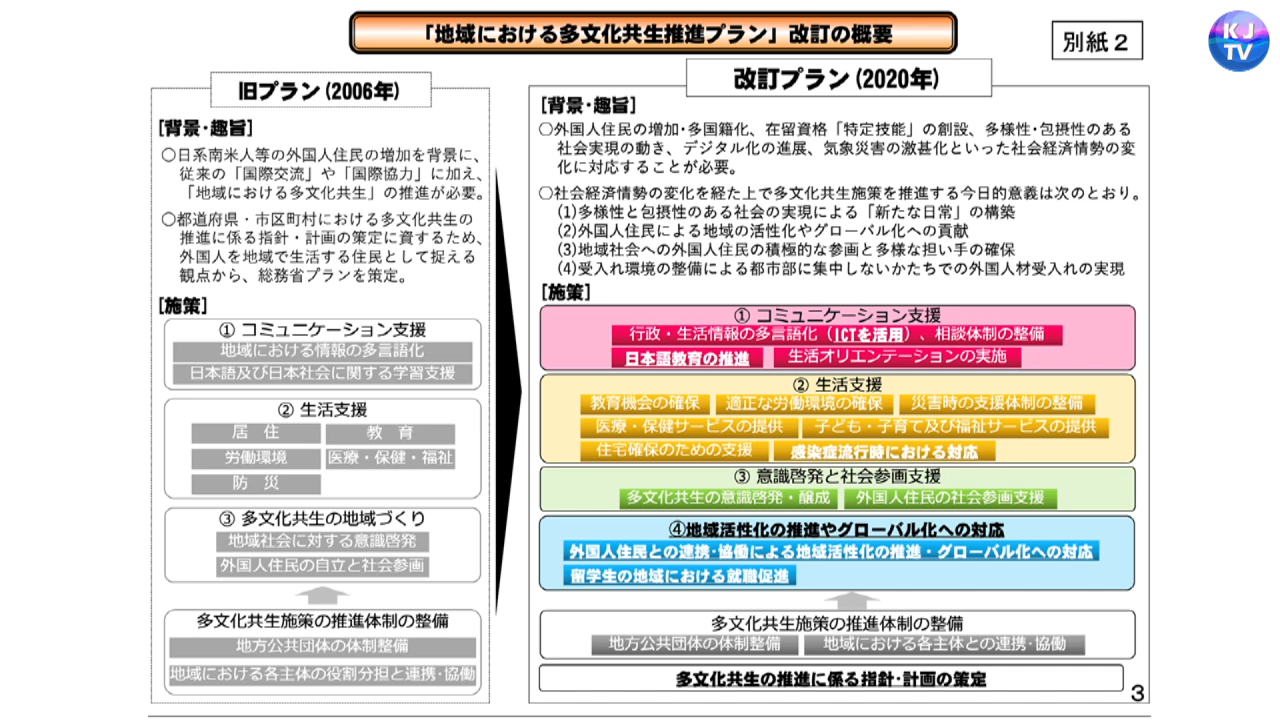 「地域における多文化共生推進プラン」改訂の概要
別紙2
KJ
TV
旧プラン(2006年)
[背景・趣旨]
○日系南米人等の外国人住民の増加を背景に、
従来の「国際交流」や「国際協力」に加え、
「地域における多文化共生」の推進が必要。
○都道府県・市区町村における多文化共生の
推進に係る指針・計画の策定に資するため、
外国人を地域で生活する住民として捉える
観点から、総務省プランを策定。
[施策]
① コミュニケーション支援
地域における情報の多言語化
日本語及び日本社会に関する学習支援
② 生活支援
居 住
教 育
労働環境
医療・保健・福祉
防 災
③ 多文化共生の地域づくり
地域社会に対する意識啓発
外国人住民の自立と社会参画
多文化共生施策の推進体制の整備
地方公共団体の体制整備
地域における各主体の役割分担と連携・協働
改訂プラン(2020年)
[背景・趣旨]
○外国人住民の増加・多国籍化、在留資格「特定技能」の創設、多様性・包摂性のある
社会実現の動き、デジタル化の進展、気象災害の激甚化といった社会経済情勢の変
化に対応することが必要。
○社会経済情勢の変化を経た上で多文化共生施策を推進する今日的意義は次のとおり。
(1)多様性と包摂性のある社会の実現による「新たな日常」の構築
(2)外国人住民による地域の活性化やグローバル化への貢献
(3)地域社会への外国人住民の積極的な参画と多様な担い手の確保
(4)受入れ環境の整備による都市部に集中しないかたちでの外国人材受入れの実現
[施策]
① コミュニケーション支援
行政・生活情報の多言語化（ICTを活用）、相談体制の整備
日本語教育の推進
生活オリエンテーションの実施
② 生活支援
教育機会の確保
適正な労働環境の確保
災害時の支援体制の整備
医療・保健サービスの提供
子ども・子育て及び福祉サービスの提供
住宅確保のための支援
感染症流行時における対応
③ 意識啓発と社会参画支援
多文化共生の意識啓発・醸成
外国人住民の社会参画支援
④地域活性化の推進やグローバル化への対応
外国人住民との連携・協働による地域活性化の推進・グローバル化への対応
留学生の地域における就職促進
多文化共生施策の推進体制の整備
地方公共団体の体制整備
地域における各主体との連携・協働
多文化共生の推進に係る指針・計画の策定
3